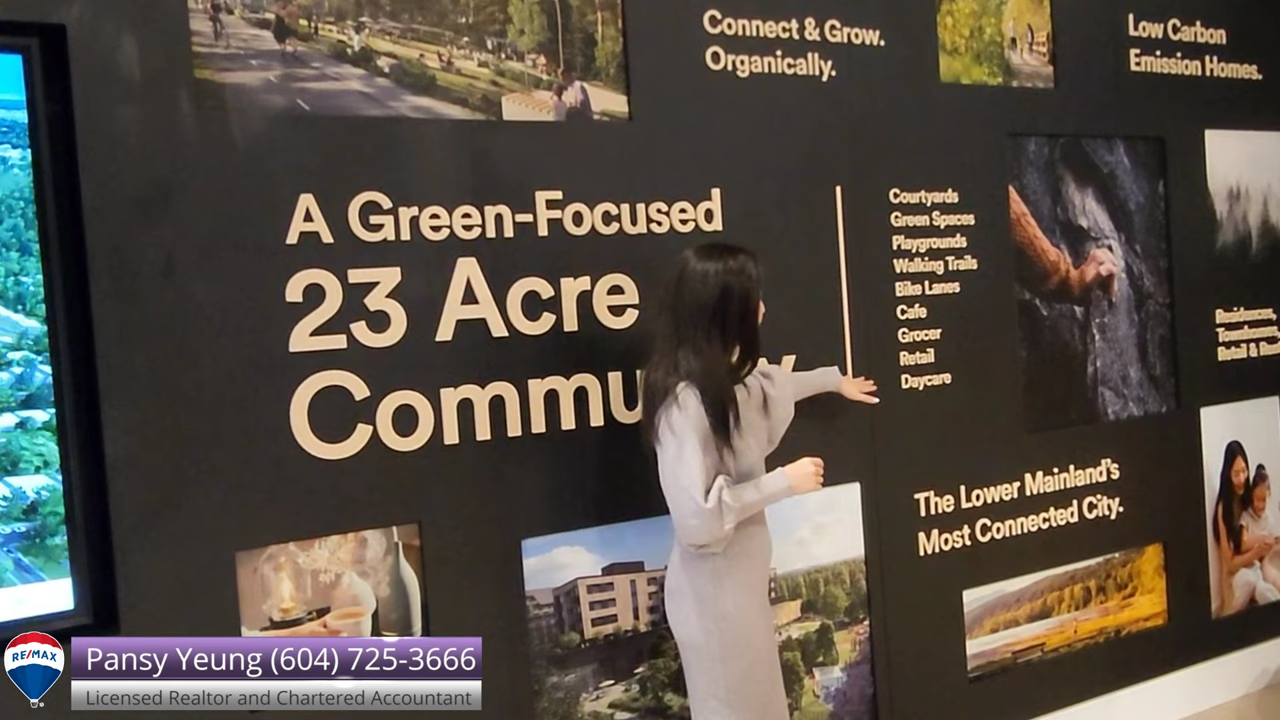 Connect & Grow.
Organically.
Low Carbon
Emission Homes.
A Green-Focused
23 Acre
Commu
Courtyards
Green Spaces
Playgrounds
Walking Trails
Bike Lanes
Cafe
Grocer
Retail
Daycare
Residences,
Retail &
The Lower Mainland's
Most Connected City.
RE/MAX
Pansy Yeung (604) 725-3666
Licensed Realtor and Chartered Accountant